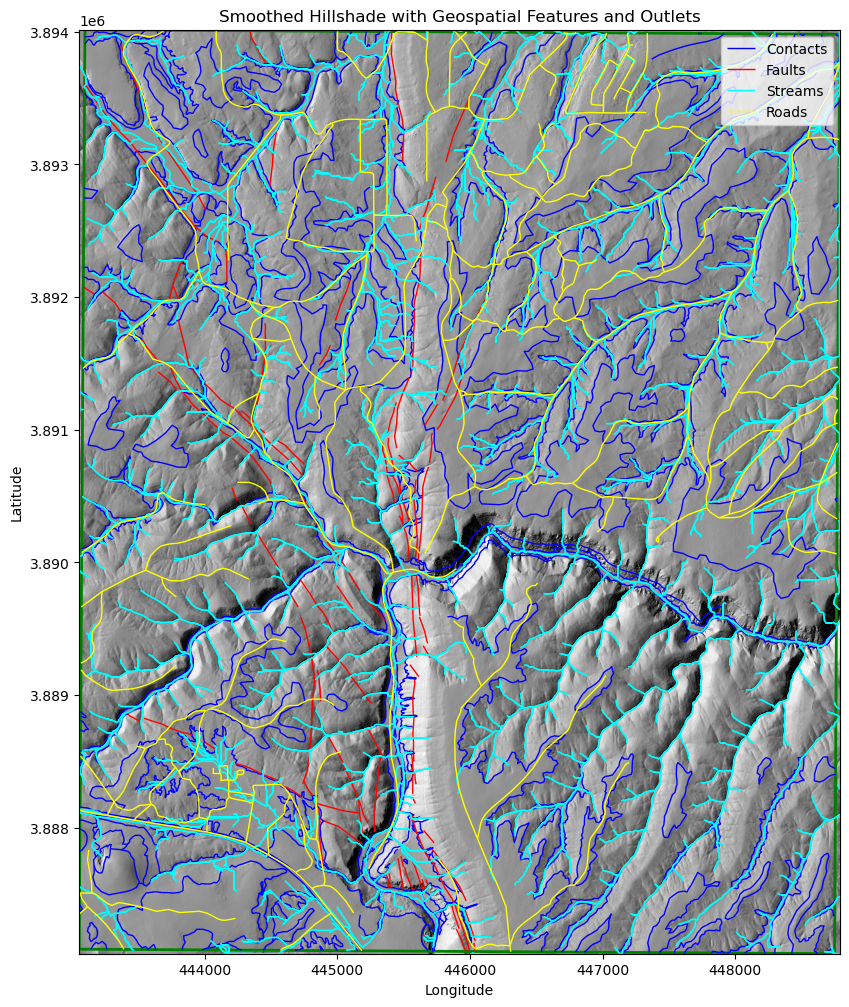 Smoothed Hillshade with Geospatial Features and Outlets
1e6
3.894
3.893
3.892
3.891
3.890
3.889
3.888
Latitude
Contacts
Faults
Streams
Roads
444000 445000 446000 447000 448000
Longitude